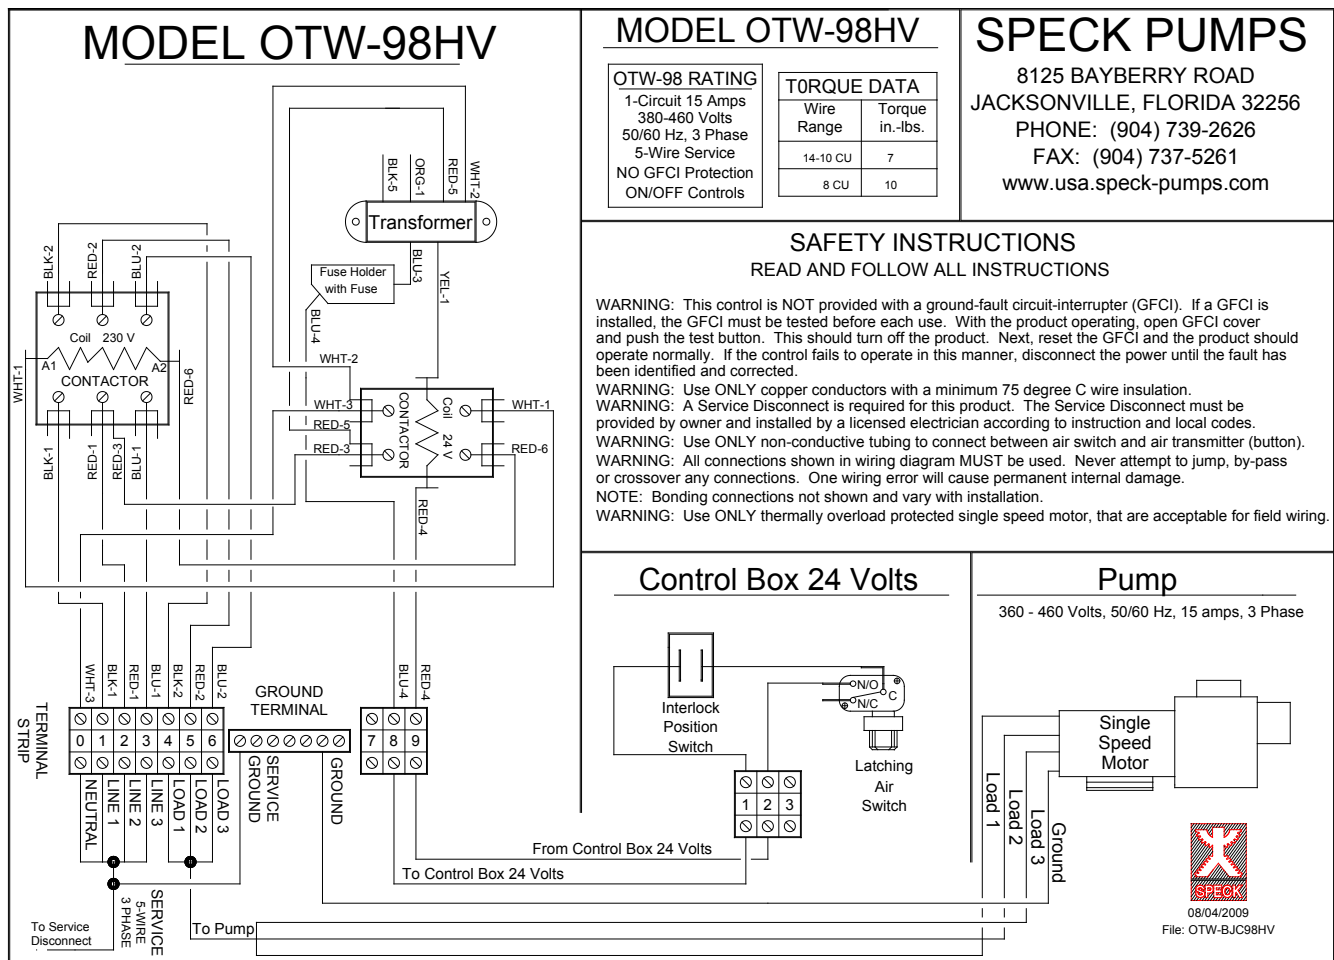 MODEL OTW-98HV
BLK-5
ORG-1
RED-5
WHT-2
Transformer
BLU-3
YEL-1
Fuse Holder
with Fuse
BLU-4
BLK-2
RED-2
BLU-2
Coil 230 V
A1
A2
CONTACTOR
WHT-1
RED-6
BLK-1
RED-1
RED-3
BLU-1
WHT-2
WHT-3
RED-5
RED-3
CONTACTOR
Coil
24 V
WHT-1
RED-6
RED-4
WHT-3
BLK-1
RED-1
BLU-1
BLK-2
RED-2
BLU-2
GROUND
TERMINAL
BLU-4
RED-4
TERMINAL
STRIP
0 1 2 3 4 5 6
7 8 9
NEUTRAL
LINE 1
LINE 2
LINE 3
LOAD 1
LOAD 2
LOAD 3
SERVICE
GROUND
GROUND
SERVICE
5-WIRE
3 PHASE
To Service
Disconnect
To Pump
From Control Box 24 Volts
To Control Box 24 Volts
MODEL OTW-98HV
OTW-98 RATING
1-Circuit 15 Amps
380-460 Volts
50/60 Hz, 3 Phase
5-Wire Service
NO GFCI Protection
ON/OFF Controls
T0RQUE DATA
Wire
Range
Torque
in.-lbs.
14-10 CU 7
8 CU 10
SPECK PUMPS
8125 BAYBERRY ROAD
JACKSONVILLE, FLORIDA 32256
PHONE: (904) 739-2626
FAX: (904) 737-5261
www.usa.speck-pumps.com
SAFETY INSTRUCTIONS
READ AND FOLLOW ALL INSTRUCTIONS
WARNING: This control is NOT provided with a ground-fault circuit-interrupter (GFCI). If a GFCI is
installed, the GFCI must be tested before each use. With the product operating, open GFCI cover
and push the test button. This should turn off the product. Next, reset the GFCI and the product should
operate normally. If the control fails to operate in this manner, disconnect the power until the fault has
been identified and corrected.
WARNING: Use ONLY copper conductors with a minimum 75 degree C wire insulation.
WARNING: A Service Disconnect is required for this product. The Service Disconnect must be
provided by owner and installed by a licensed electrician according to instruction and local codes.
WARNING: Use ONLY non-conductive tubing to connect between air switch and air transmitter (button).
WARNING: All connections shown in wiring diagram MUST be used. Never attempt to jump, by-pass
or crossover any connections. One wiring error will cause permanent internal damage.
NOTE: Bonding connections not shown and vary with installation.
WARNING: Use ONLY thermally overload protected single speed motor, that are acceptable for field wiring.
Control Box 24 Volts
Interlock
Position
Switch
N/O
C
N/C
Latching
Air
Switch
1 2 3
Pump
360 - 460 Volts, 50/60 Hz, 15 amps, 3 Phase
Single
Speed
Motor
Load 1
Load 2
Load 3
Ground
SPECK
08/04/2009
File: OTW-BJC98HV